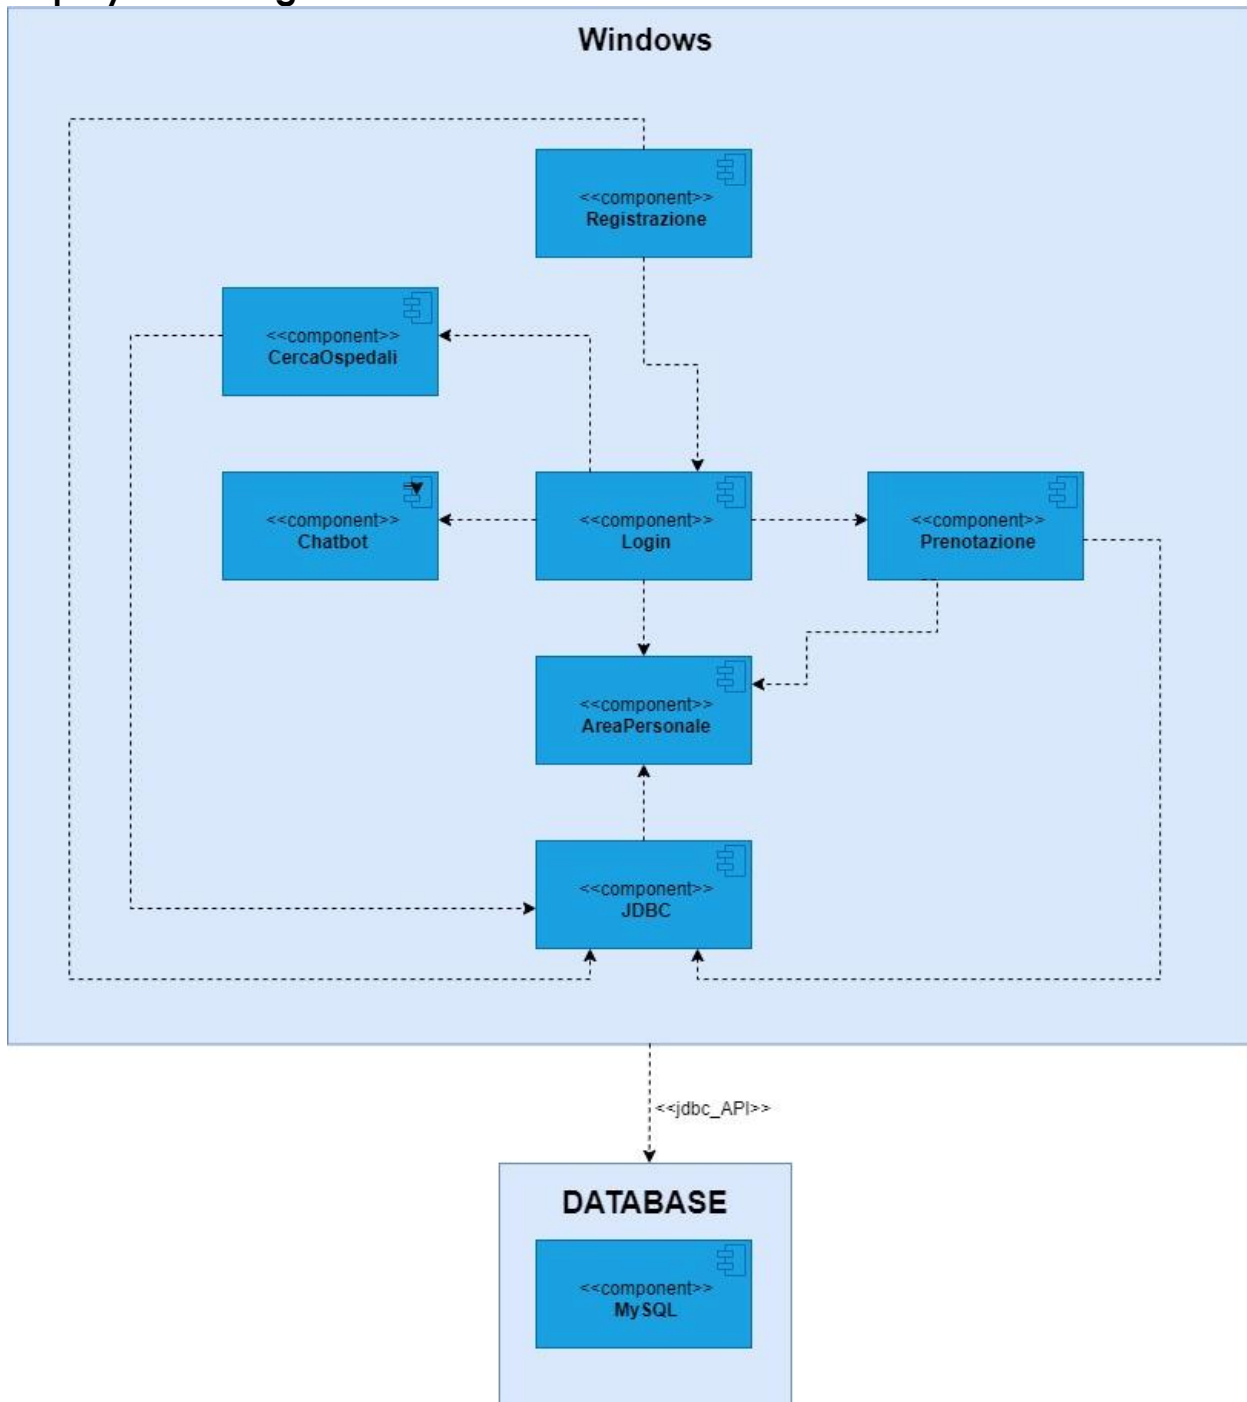 Windows
<<component>>
Registrazione
<<component>>
CercaOspedali
<<component>>
Chatbot
<<component>>
Login
<<component>>
Prenotazione
<<component>>
AreaPersonale
<<component>>
JDBC
<<jdbc_API>>
DATABASE
<<component>>
MySQL